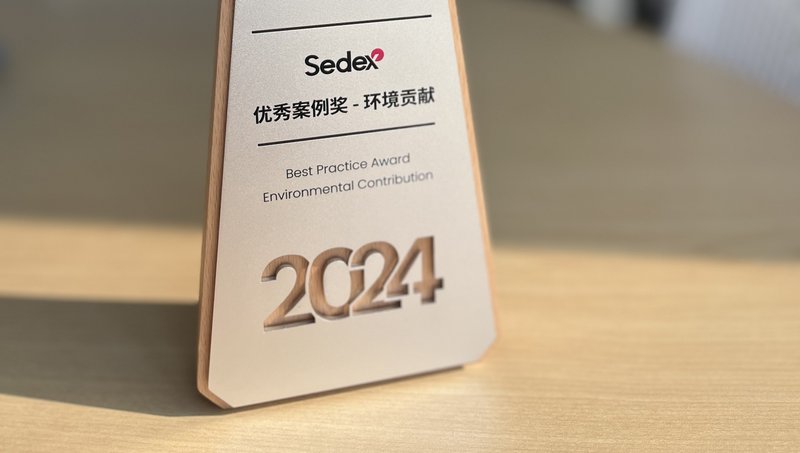 Sedex
优秀案例奖 - 环境贡献
Best Practice Award
Environmental Contribution
2024